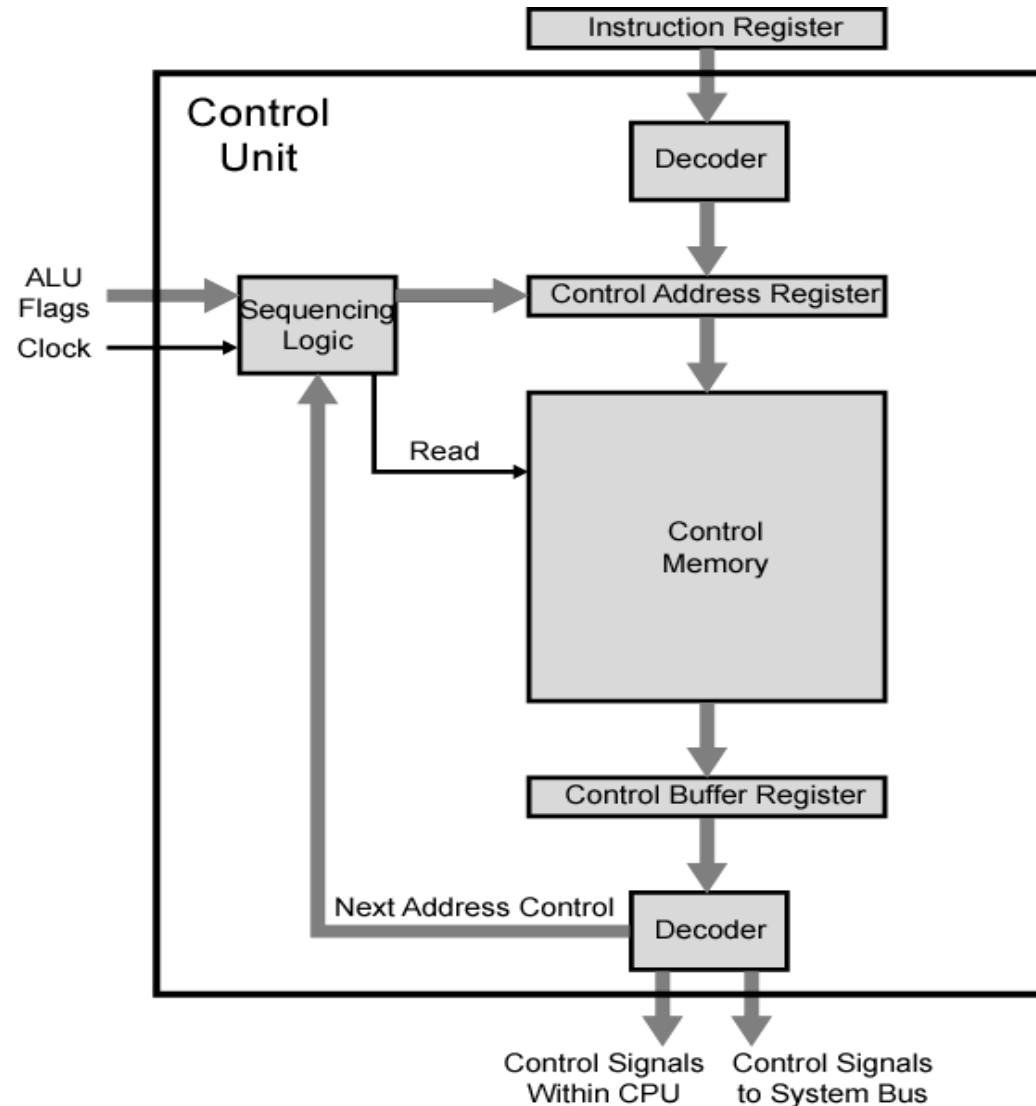 Instruction Register
Control
Unit
Decoder
ALU
Flags
Control Address Register
Sequencing
Logic
Clock
Read
Control
Memory
Control Buffer Register
Next Address Control
Decoder
Control Signals
Within CPU
Control Signals
to System Bus